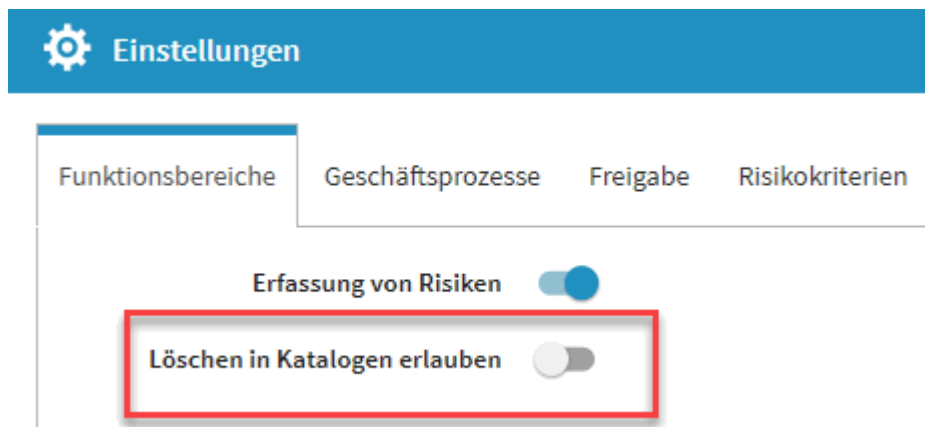 Einstellungen
Funktionsbereiche Geschäftsprozesse Freigabe Risikokriterien
Erfassung von Risiken
Löschen in Katalogen erlauben